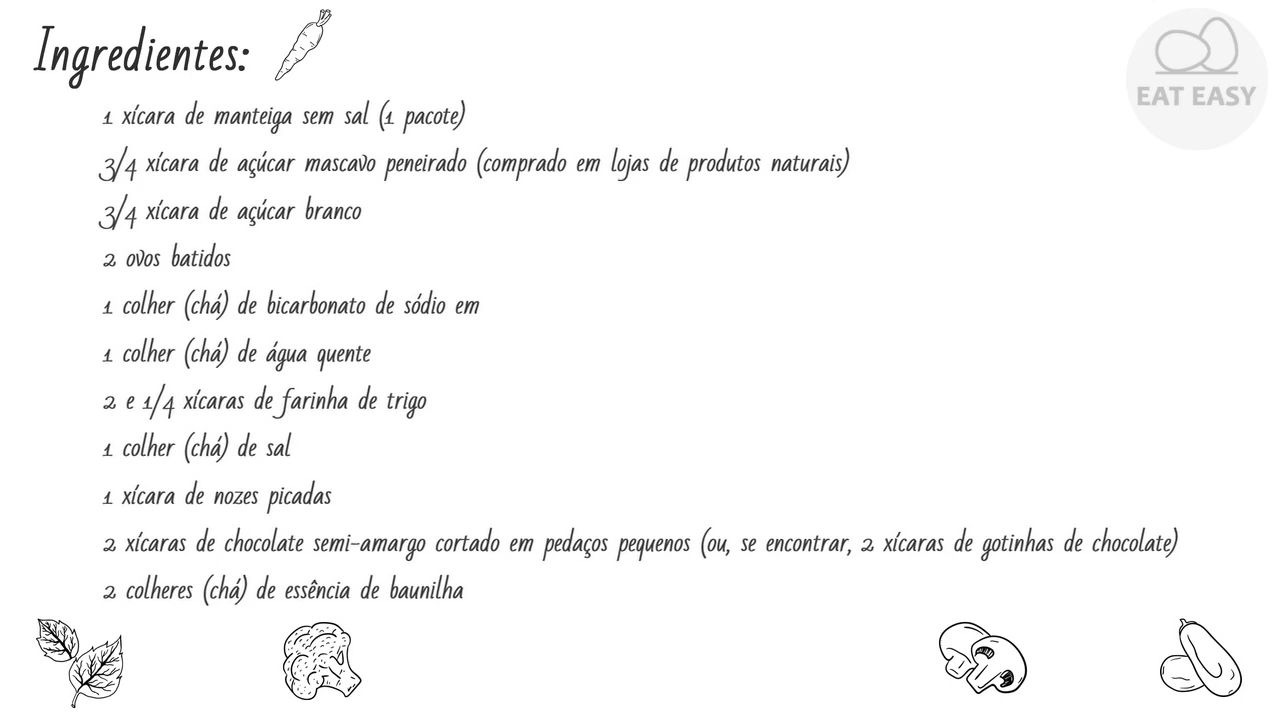 Ingredientes:
EAT EASY
1 xícara de manteiga sem sal (1 pacote)
3/4 xícara de açúcar mascavo peneirado (comprado em lojas de produtos naturais)
3/4 xícara de açúcar branco
2 ovos batidos
1 colher (chá) de bicarbonato de sódio em
1 colher (chá) de água quente
2 e 1/4 xícaras de farinha de trigo
1 colher (chá) de sal
1 xícara de nozes picadas
2 xícaras de chocolate semi-amargo cortado em pedaços pequenos (ou, se encontrar, 2 xícaras de gotinhas de chocolate)
2 colheres (chá) de essência de baunilha